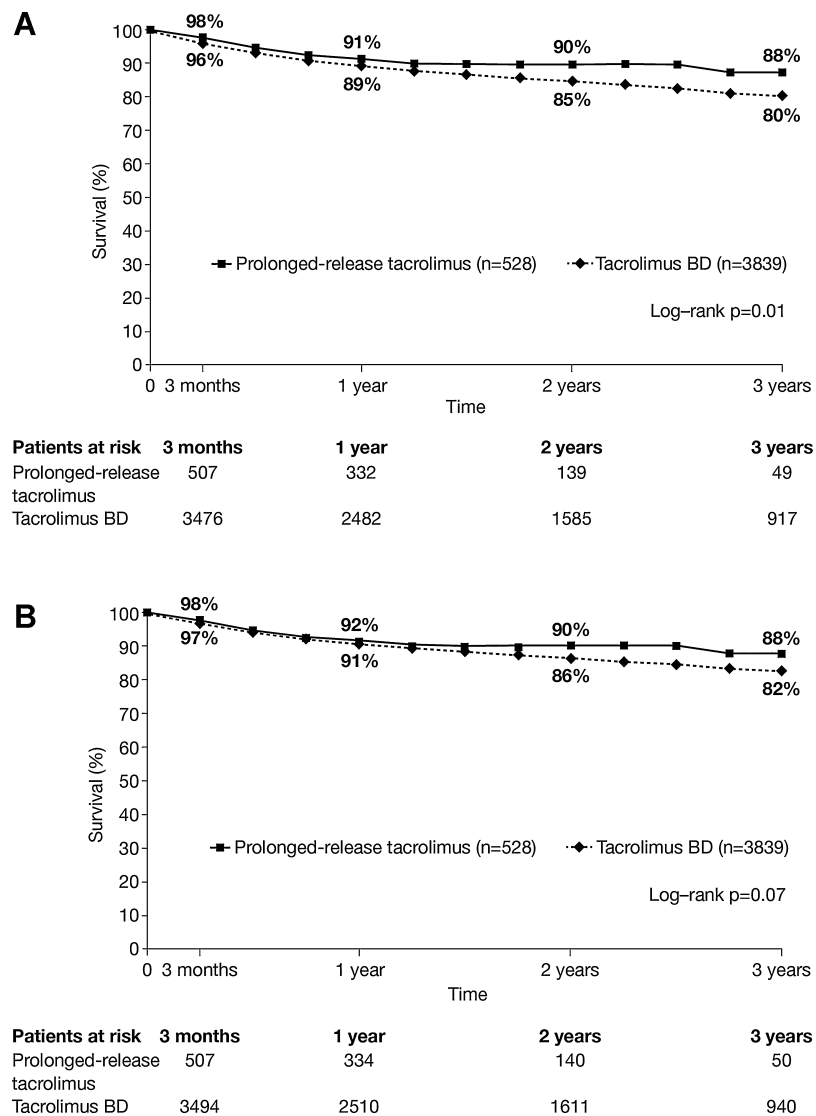 A
98%
91%
90%
88%
96%
89%
85%
80%
100
90
80
70
60
50
40
30
20
10
0
Survival (%)
Prolonged-release tacrolimus (n=528)
Tacrolimus BD (n=3839)
Log–rank p=0.01
0 3 months 1 year 2 years 3 years
Time
Patients at risk 3 months 1 year 2 years 3 years
Prolonged-release 507 332 139 49
tacrolimus
Tacrolimus BD 3476 2482 1585 917
B
98%
92%
90%
88%
97%
91%
86%
82%
100
90
80
70
60
50
40
30
20
10
0
Survival (%)
Prolonged-release tacrolimus (n=528)
Tacrolimus BD (n=3839)
Log–rank p=0.07
0 3 months 1 year 2 years 3 years
Time
Patients at risk 3 months 1 year 2 years 3 years
Prolonged-release 507 334 140 50
tacrolimus
Tacrolimus BD 3494 2510 1611 940